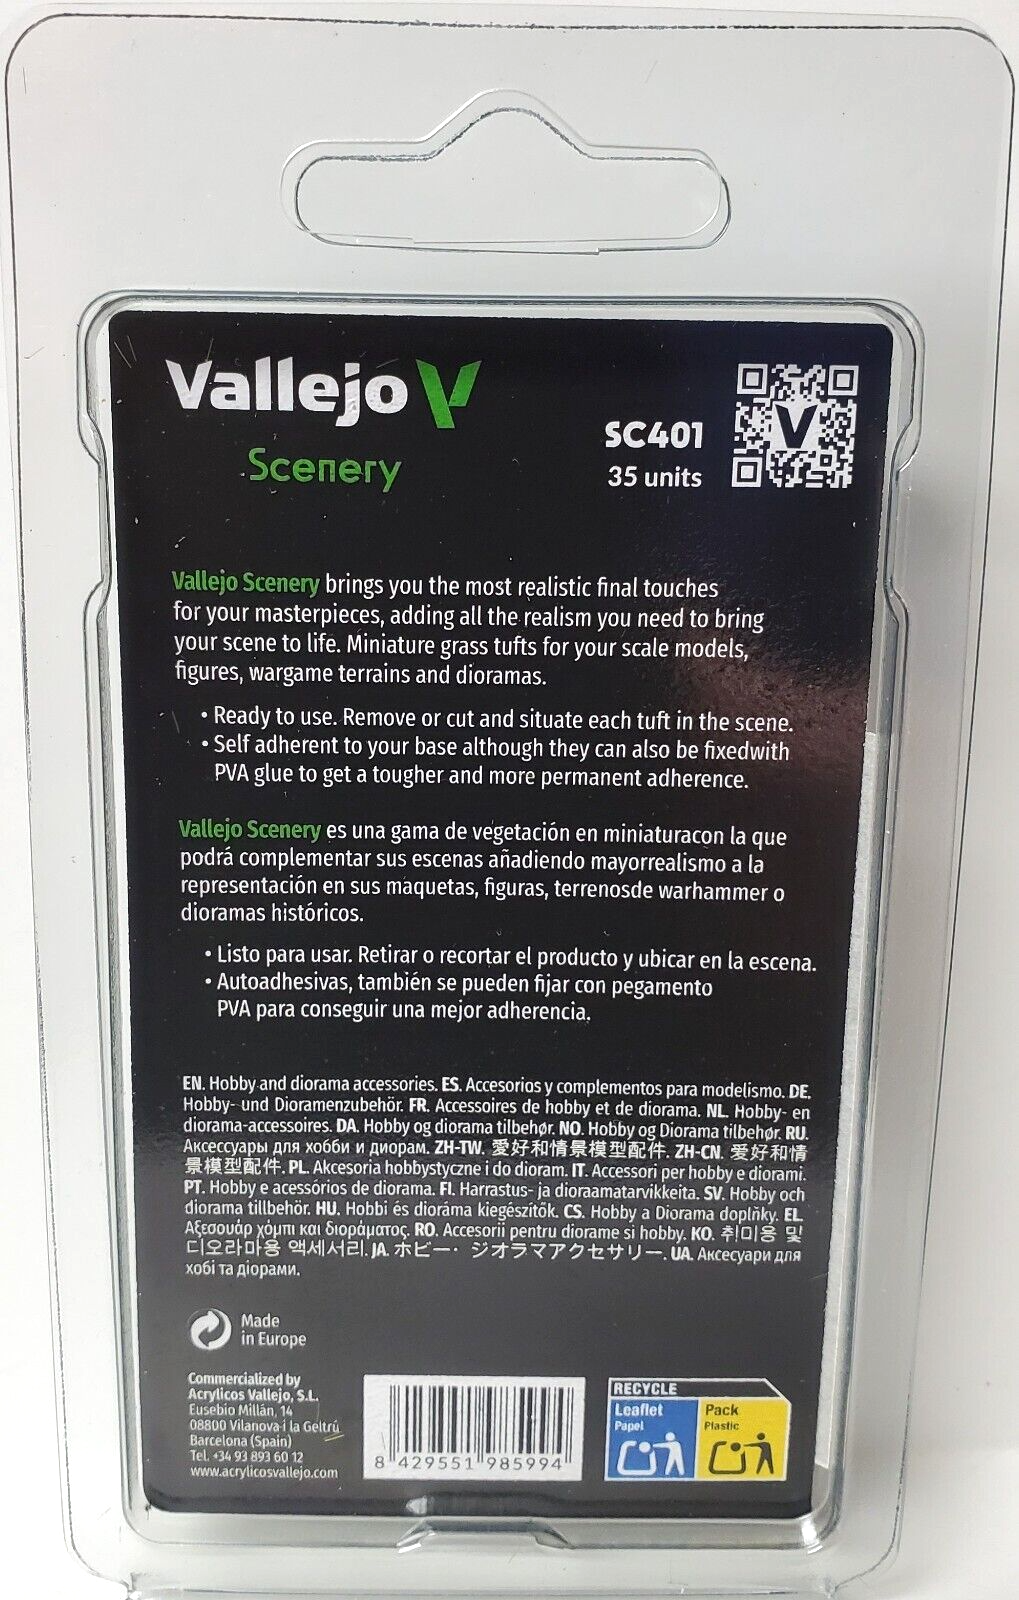 Vallejo
Scenery
SC401
35 units
Vallejo Scenery brings you the most realistic final touches
for your masterpieces, adding all the realism you need to bring
your scene to life. Miniature grass tufts for your scale models,
figures, wargame terrains and dioramas.
• Ready to use. Remove or cut and situate each tuft in the scene.
• Self adherent to your base although they can also be fixedwith
PVA glue to get a tougher and more permanent adherence.
Vallejo Scenery es una gama de vegetación en miniaturacon la que
podrá complementar sus escenas añadiendo mayorrealismo a la
representación en sus maquetas, figuras, terrenosde warhammer o
dioramas históricos.
• Listo para usar. Retirar o recortar el producto y ubicar en la escena.
• Autoadhesivas, también se pueden fijar con pegamento
PVA para conseguir una mejor adherencia.
EN. Hobby and diorama accessories. ES. Accesorios y complementos para modelismo. DE.
Hobby- und Dioramenzubehör. FR. Accessoires de hobby et de diorama. NL. Hobby- en
diorama-accessoires. DA. Hobby og diorama tilbehør. NO. Hobby og Diorama tilbehør. RU.
Аксессуары для хобби и диорам. ZH-TW. 愛好和情景模型配件. ZH-CN. 爱好和情
景模型配件. PL. Akcesoria hobbystyczne i do dioram. IT. Accessori per hobby e diorami.
PT. Hobby e acessórios de diorama. FI. Harrastus- ja dioraamatarvikkeita. SV. Hobby och
diorama tillbehör. HU. Hobbi és dioráma kiegészítők. CS. Hobby a Diorama doplňky. EL.
Αξεσουάρ χόμπι και διοράματος. RO. Accesorii pentru diorame si hobby. KO. 취미용 및
디오라마용 액세서리. JA. ホビー・ジオラマアクセサリー. UA. Аксесуари для
хобі та діорами.
Made
in Europe
Commercialized by
Acrylicos Vallejo, S.L.
Eusebio Millán, 14
08800 Vilanova i la Geltrú
Barcelona (Spain)
Tel. +34 93 893 60 12
www.acrylicosvallejo.com
8 429551 985994
RECYCLE
Leaflet
Papel
Pack
Plastic